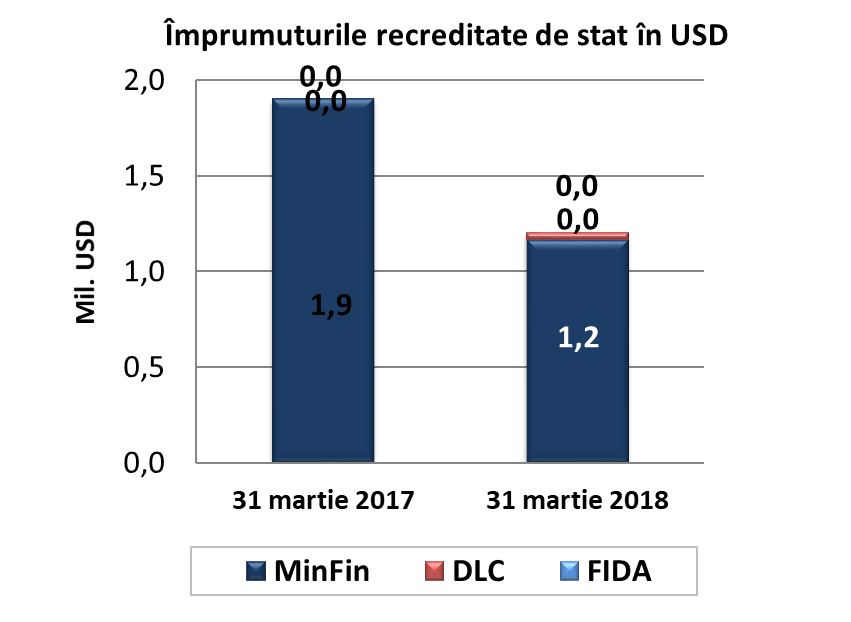 Împrumuturile recreditate de stat în USD
Mil. USD
2,0
1,5
1,0
0,5
0,0
0,0
0,0
1,9
0,0
0,0
1,2
31 martie 2017
31 martie 2018
MinFin
DLC
FIDA